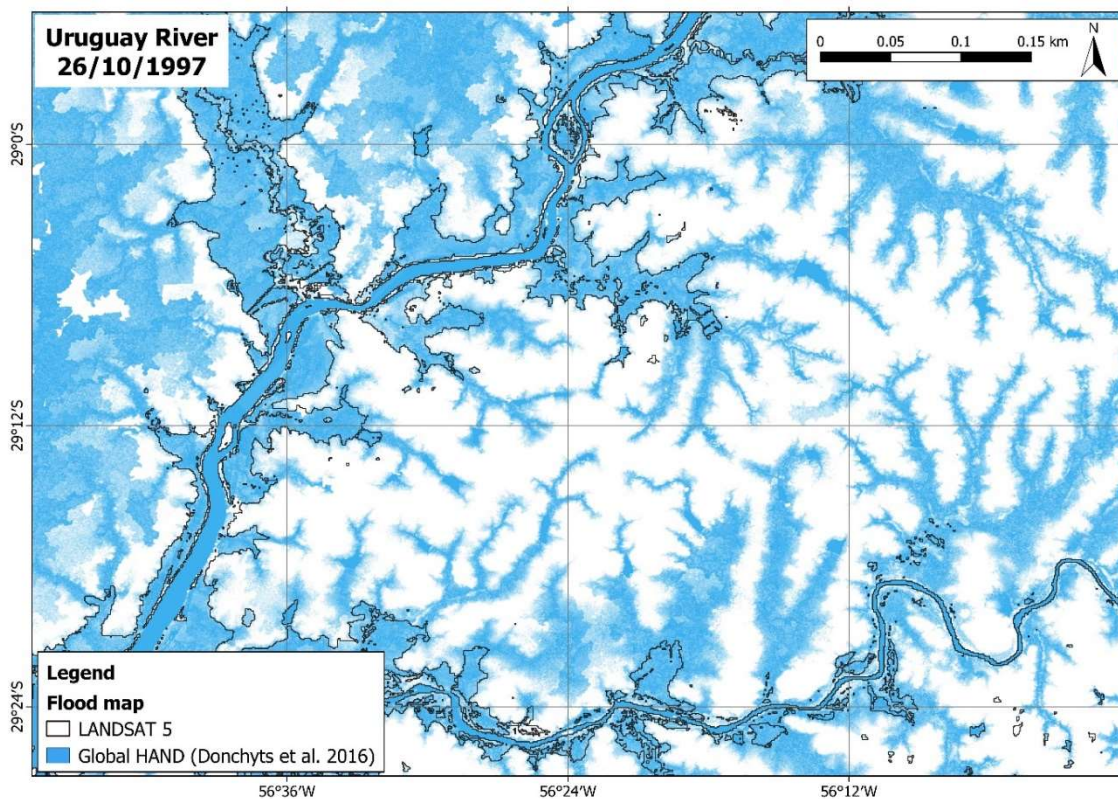 Uruguay River
26/10/1997
0 0.05 0.1 0.15 km
N
29°0'S
29°12'S
29°24'S
Legend
Flood map
LANDSAT 5
Global HAND (Donchyts et al. 2016)
56°36'W 56°24'W 56°12'W